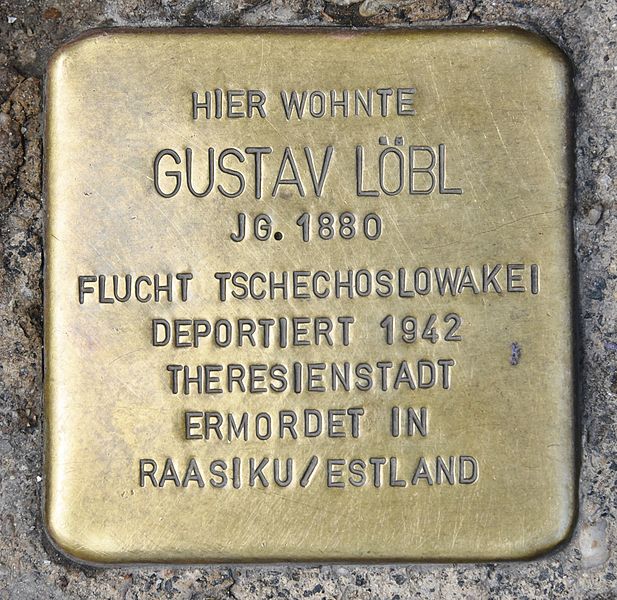 HIER WOHNTE
GUSTAV LÖBL
JG. 1880
FLUCHT TSCHECHOSLOWAKEI
DEPORTIERT 1942
THERESIENSTADT
ERMORDET IN
RAASIKU/ESTLAND